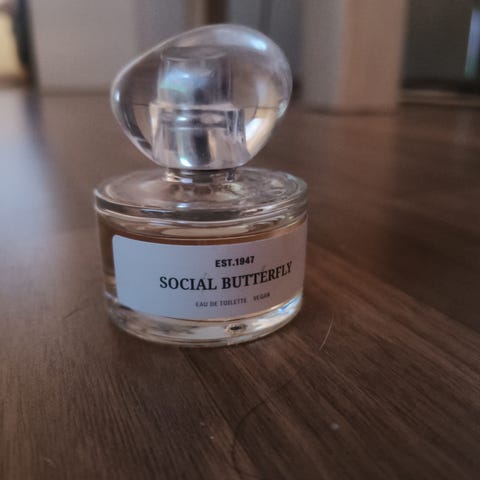 EST.1947
SOCIAL BUTTERFLY
EAU DE TOILETTE VEGAN